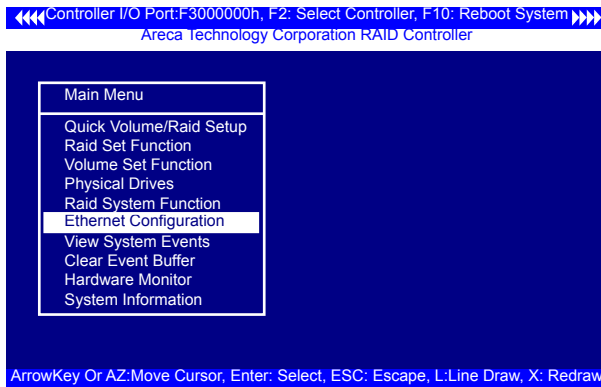 Controller I/O Port:F3000000h, F2: Select Controller, F10: Reboot System
Areca Technology Corporation RAID Controller
Main Menu
Quick Volume/Raid Setup
Raid Set Function
Volume Set Function
Physical Drives
Raid System Function
Ethernet Configuration
View System Events
Clear Event Buffer
Hardware Monitor
System Information
ArrowKey Or AZ:Move Cursor, Enter: Select, ESC: Escape, L:Line Draw, X: Redraw